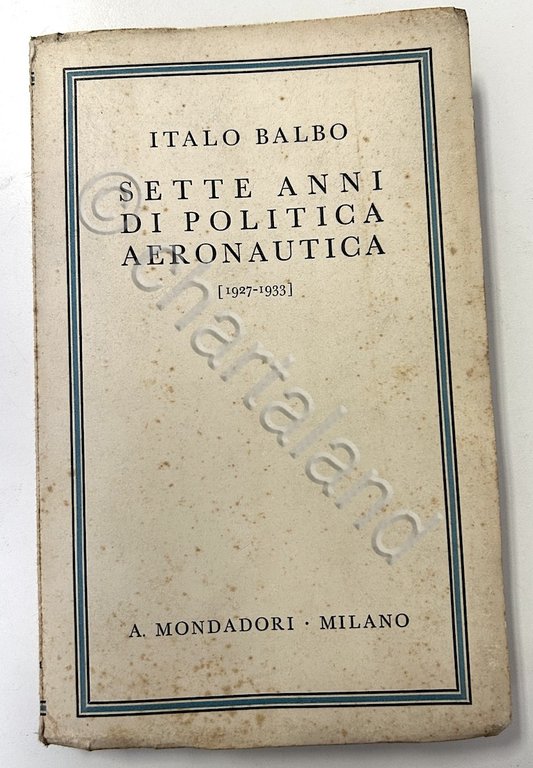 ITALO BALBO
SETTE ANNI
DI POLITICA
AERONAUTICA
[1927-1933]
A. MONDADORI · MILANO
© chartaland